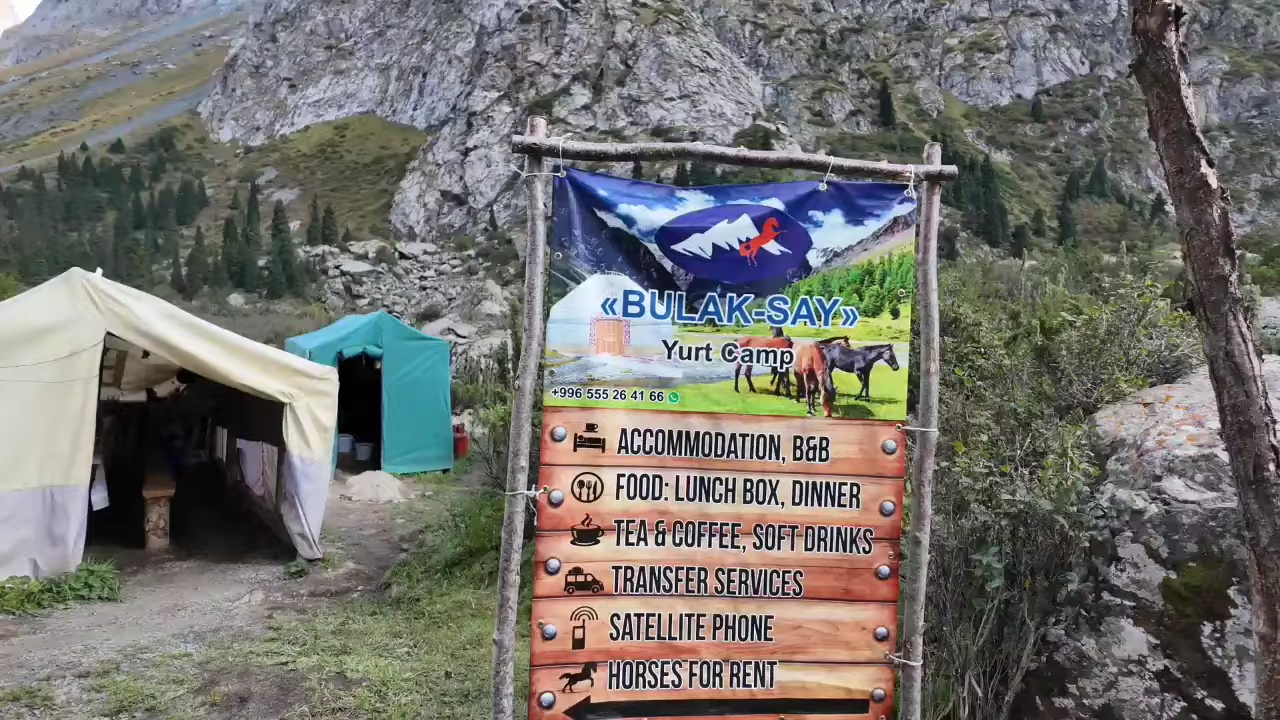 «BULAK-SAY»
Yurt Camp
+996 555 26 41 66
ACCOMMODATION, B&B
FOOD: LUNCH BOX, DINNER
TEA & COFFEE, SOFT DRINKS
TRANSFER SERVICES
SATELLITE PHONE
HORSES FOR RENT